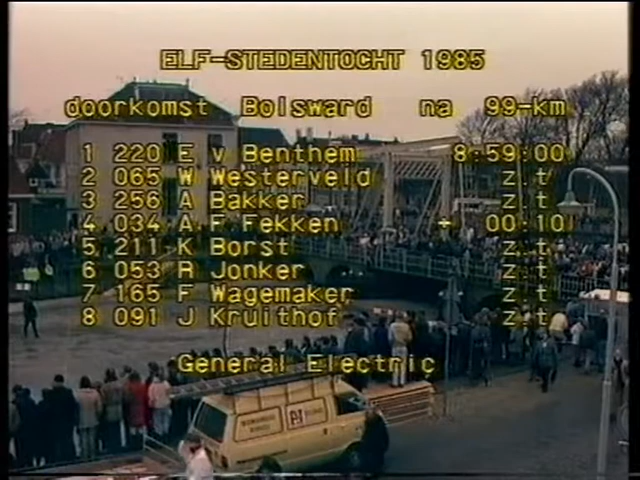 ELF-STEDENTOCHT 1985
doorkomst Bolsward na 99-km
1 220 E v Benthem 8:59:00
2 065 W Westerveld z.t
3 256 A Bakker z.t
4 034 A F Fekken + 00:10
5 211 K Borst z.t
6 053 R Jonker z.t
7 165 F Wagemaker z.t
8 091 J Kruithof z.t
General Electric